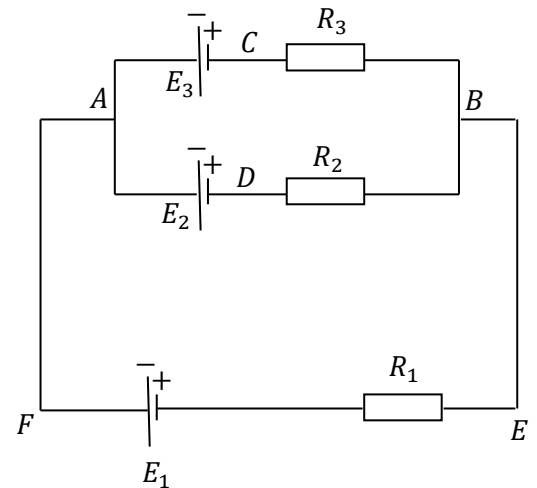 − + C R₃
A E₃ B
− + D R₂
E₂
− + R₁
F E
E₁